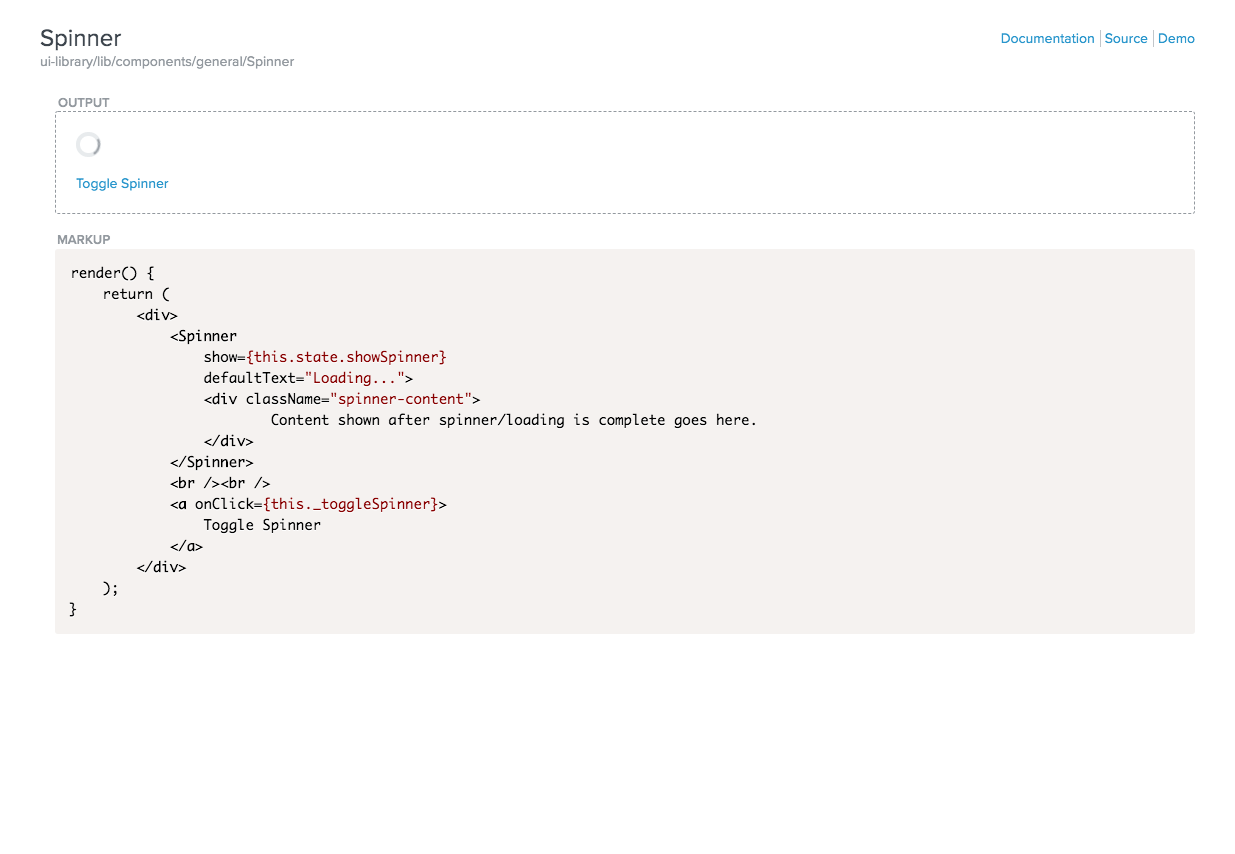 Spinner
Documentation Source Demo
ui-library/lib/components/general/Spinner
OUTPUT
Toggle Spinner
MARKUP
render() {
    return (
        <div>
            <Spinner
                show={this.state.showSpinner}
                defaultText="Loading...">
                <div className="spinner-content">
                        Content shown after spinner/loading is complete goes here.
                </div>
            </Spinner>
            <br /><br />
            <a onClick={this._toggleSpinner}>
                Toggle Spinner
            </a>
        </div>
    );
}